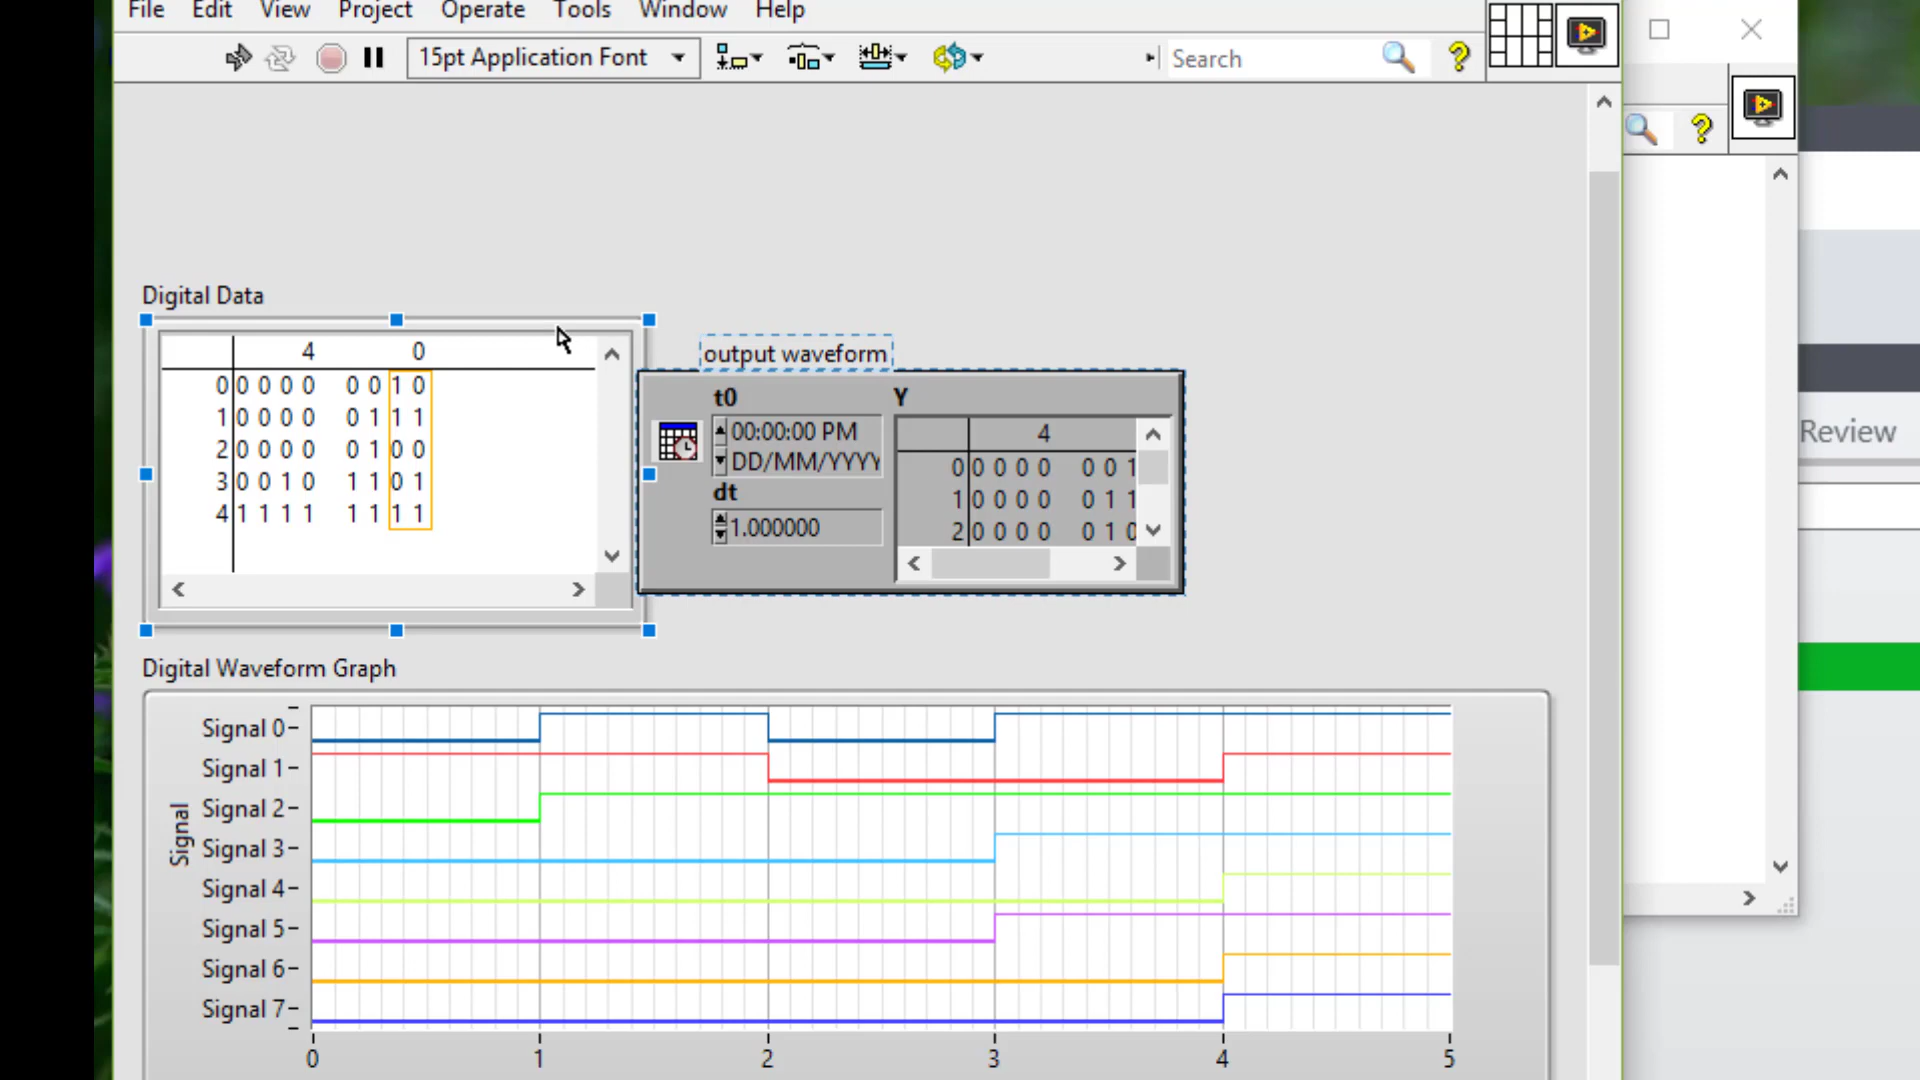 File Edit View Project Operate Tools Window Help
15pt Application Font
Search
?
?
Review
Digital Data
4 0
0 0 0 0 0 0 0 1 0
1 0 0 0 0 0 1 1 1
2 0 0 0 0 0 1 0 0
3 0 0 1 0 1 1 0 1
4 1 1 1 1 1 1 1 1
output waveform
t0
00:00:00 PM
DD/MM/YYYY
dt
1.000000
Y
4
0 0 0 0 0 0 0 1
1 0 0 0 0 0 1 1
2 0 0 0 0 0 1 0
Digital Waveform Graph
Signal
Signal 0
Signal 1
Signal 2
Signal 3
Signal 4
Signal 5
Signal 6
Signal 7
0 1 2 3 4 5